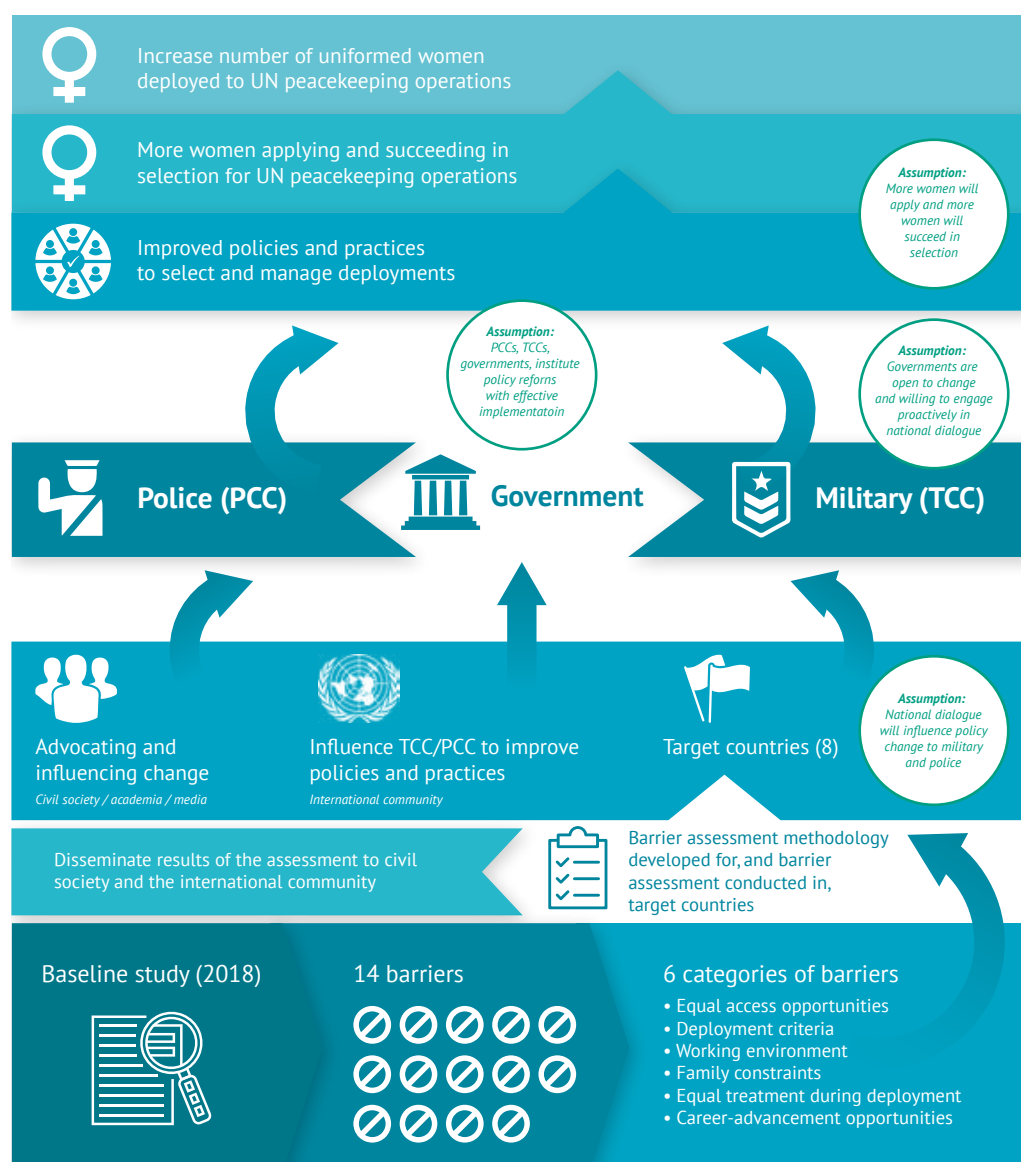 Increase number of uniformed women
deployed to UN peacekeeping operations
More women applying and succeeding in
selection for UN peacekeeping operations
Assumption:
More women will
apply and more
women will
succeed in
selection
Improved policies and practices
to select and manage deployments
Assumption:
PCCs, TCCs,
governments, institute
policy reforns
with effective
implementatoin
Assumption:
Governments are
open to change
and willing to engage
proactively in
national dialogue
Police (PCC)
Government
Military (TCC)
Advocating and
influencing change
Civil society / academia / media
Influence TCC/PCC to improve
policies and practices
International community
Target countries (8)
Assumption:
National dialogue
will influence policy
change to military
and police
Disseminate results of the assessment to civil
society and the international community
Barrier assessment methodology
developed for, and barrier
assessment conducted in,
target countries
Baseline study (2018)
14 barriers
6 categories of barriers
• Equal access opportunities
• Deployment criteria
• Working environment
• Family constraints
• Equal treatment during deployment
• Career-advancement opportunities